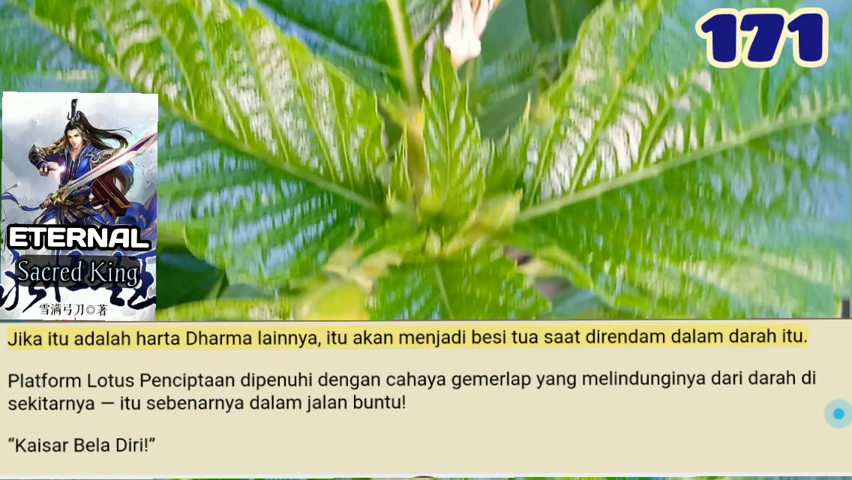 171
ETERNAL
Sacred King
雪满弓刀◎著
Jika itu adalah harta Dharma lainnya, itu akan menjadi besi tua saat direndam dalam darah itu.
Platform Lotus Penciptaan dipenuhi dengan cahaya gemerlap yang melindunginya dari darah di
sekitarnya — itu sebenarnya dalam jalan buntu!
“Kaisar Bela Diri!”